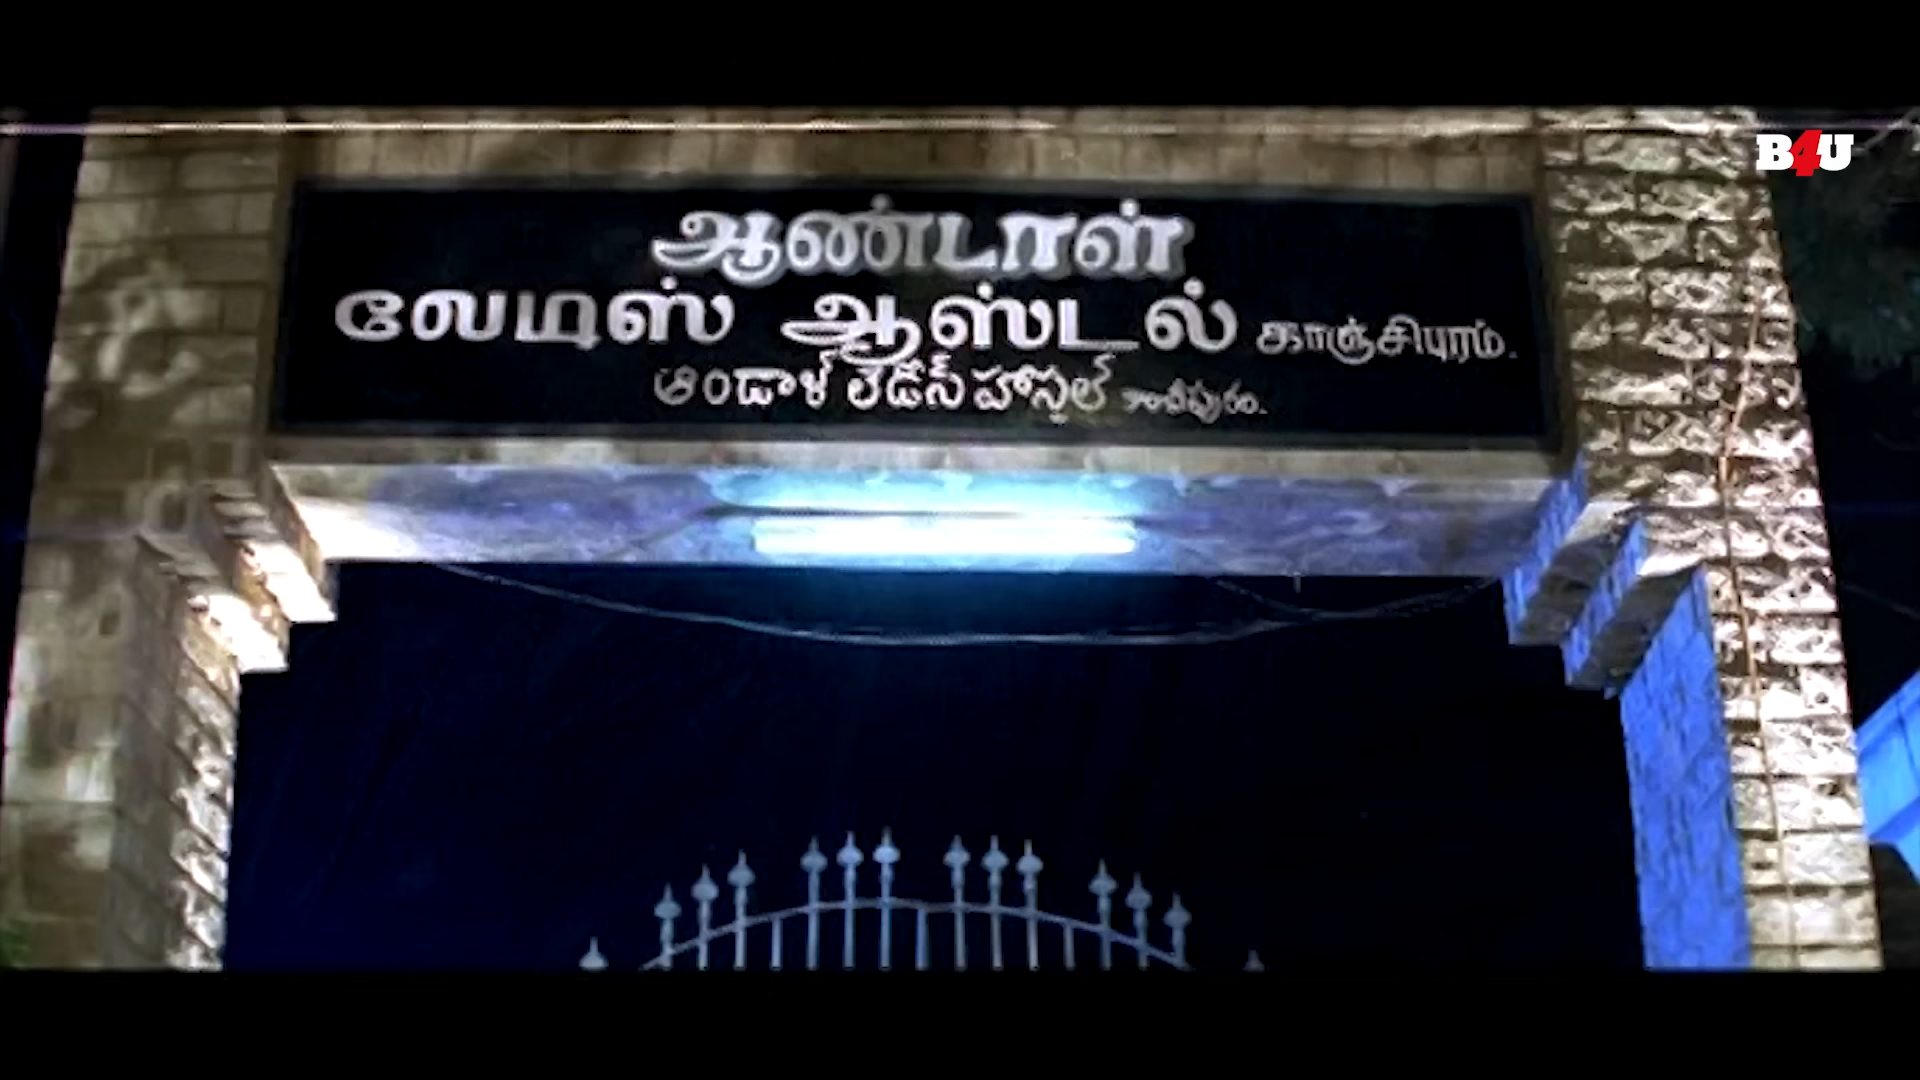 B4U
ஆண்டாள்
லேடிஸ் ஆஸ்டல் காஞ்சிபுரம்.
ఆండాళ్ లేడీస్ హాస్టల్ కాంచీపురం.